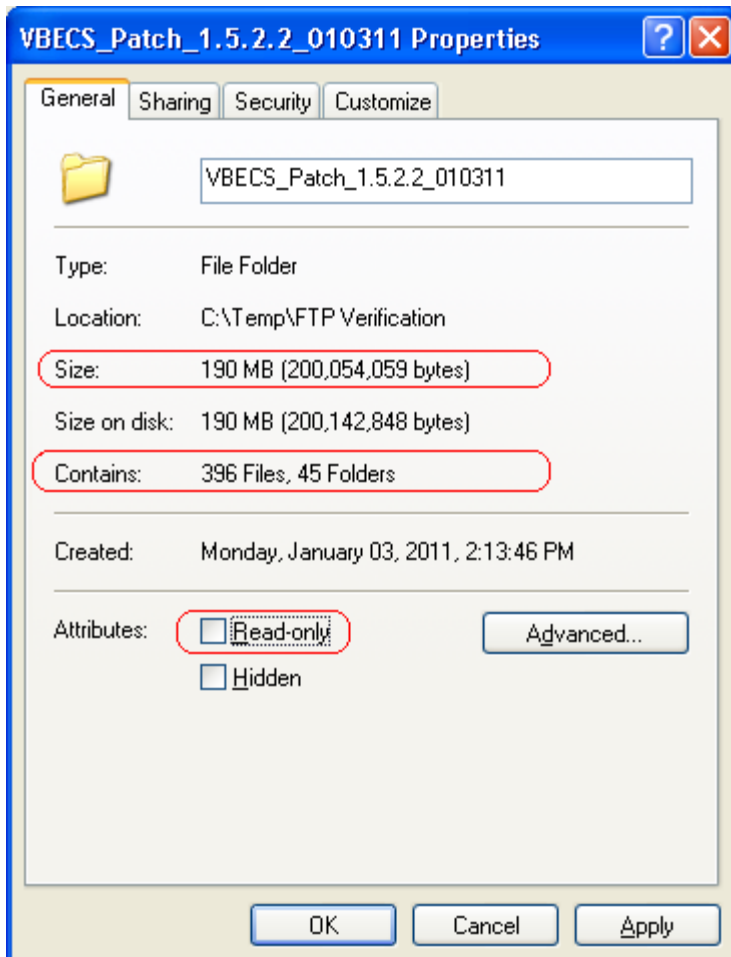 VBECS_Patch_1.5.2.2_010311 Properties
General Sharing Security Customize
VBECS_Patch_1.5.2.2_010311
Type: File Folder
Location: C:\Temp\FTP Verification
Size: 190 MB (200,054,059 bytes)
Size on disk: 190 MB (200,142,848 bytes)
Contains: 396 Files, 45 Folders
Created: Monday, January 03, 2011, 2:13:46 PM
Attributes: Read-only Advanced...
Hidden
OK Cancel Apply